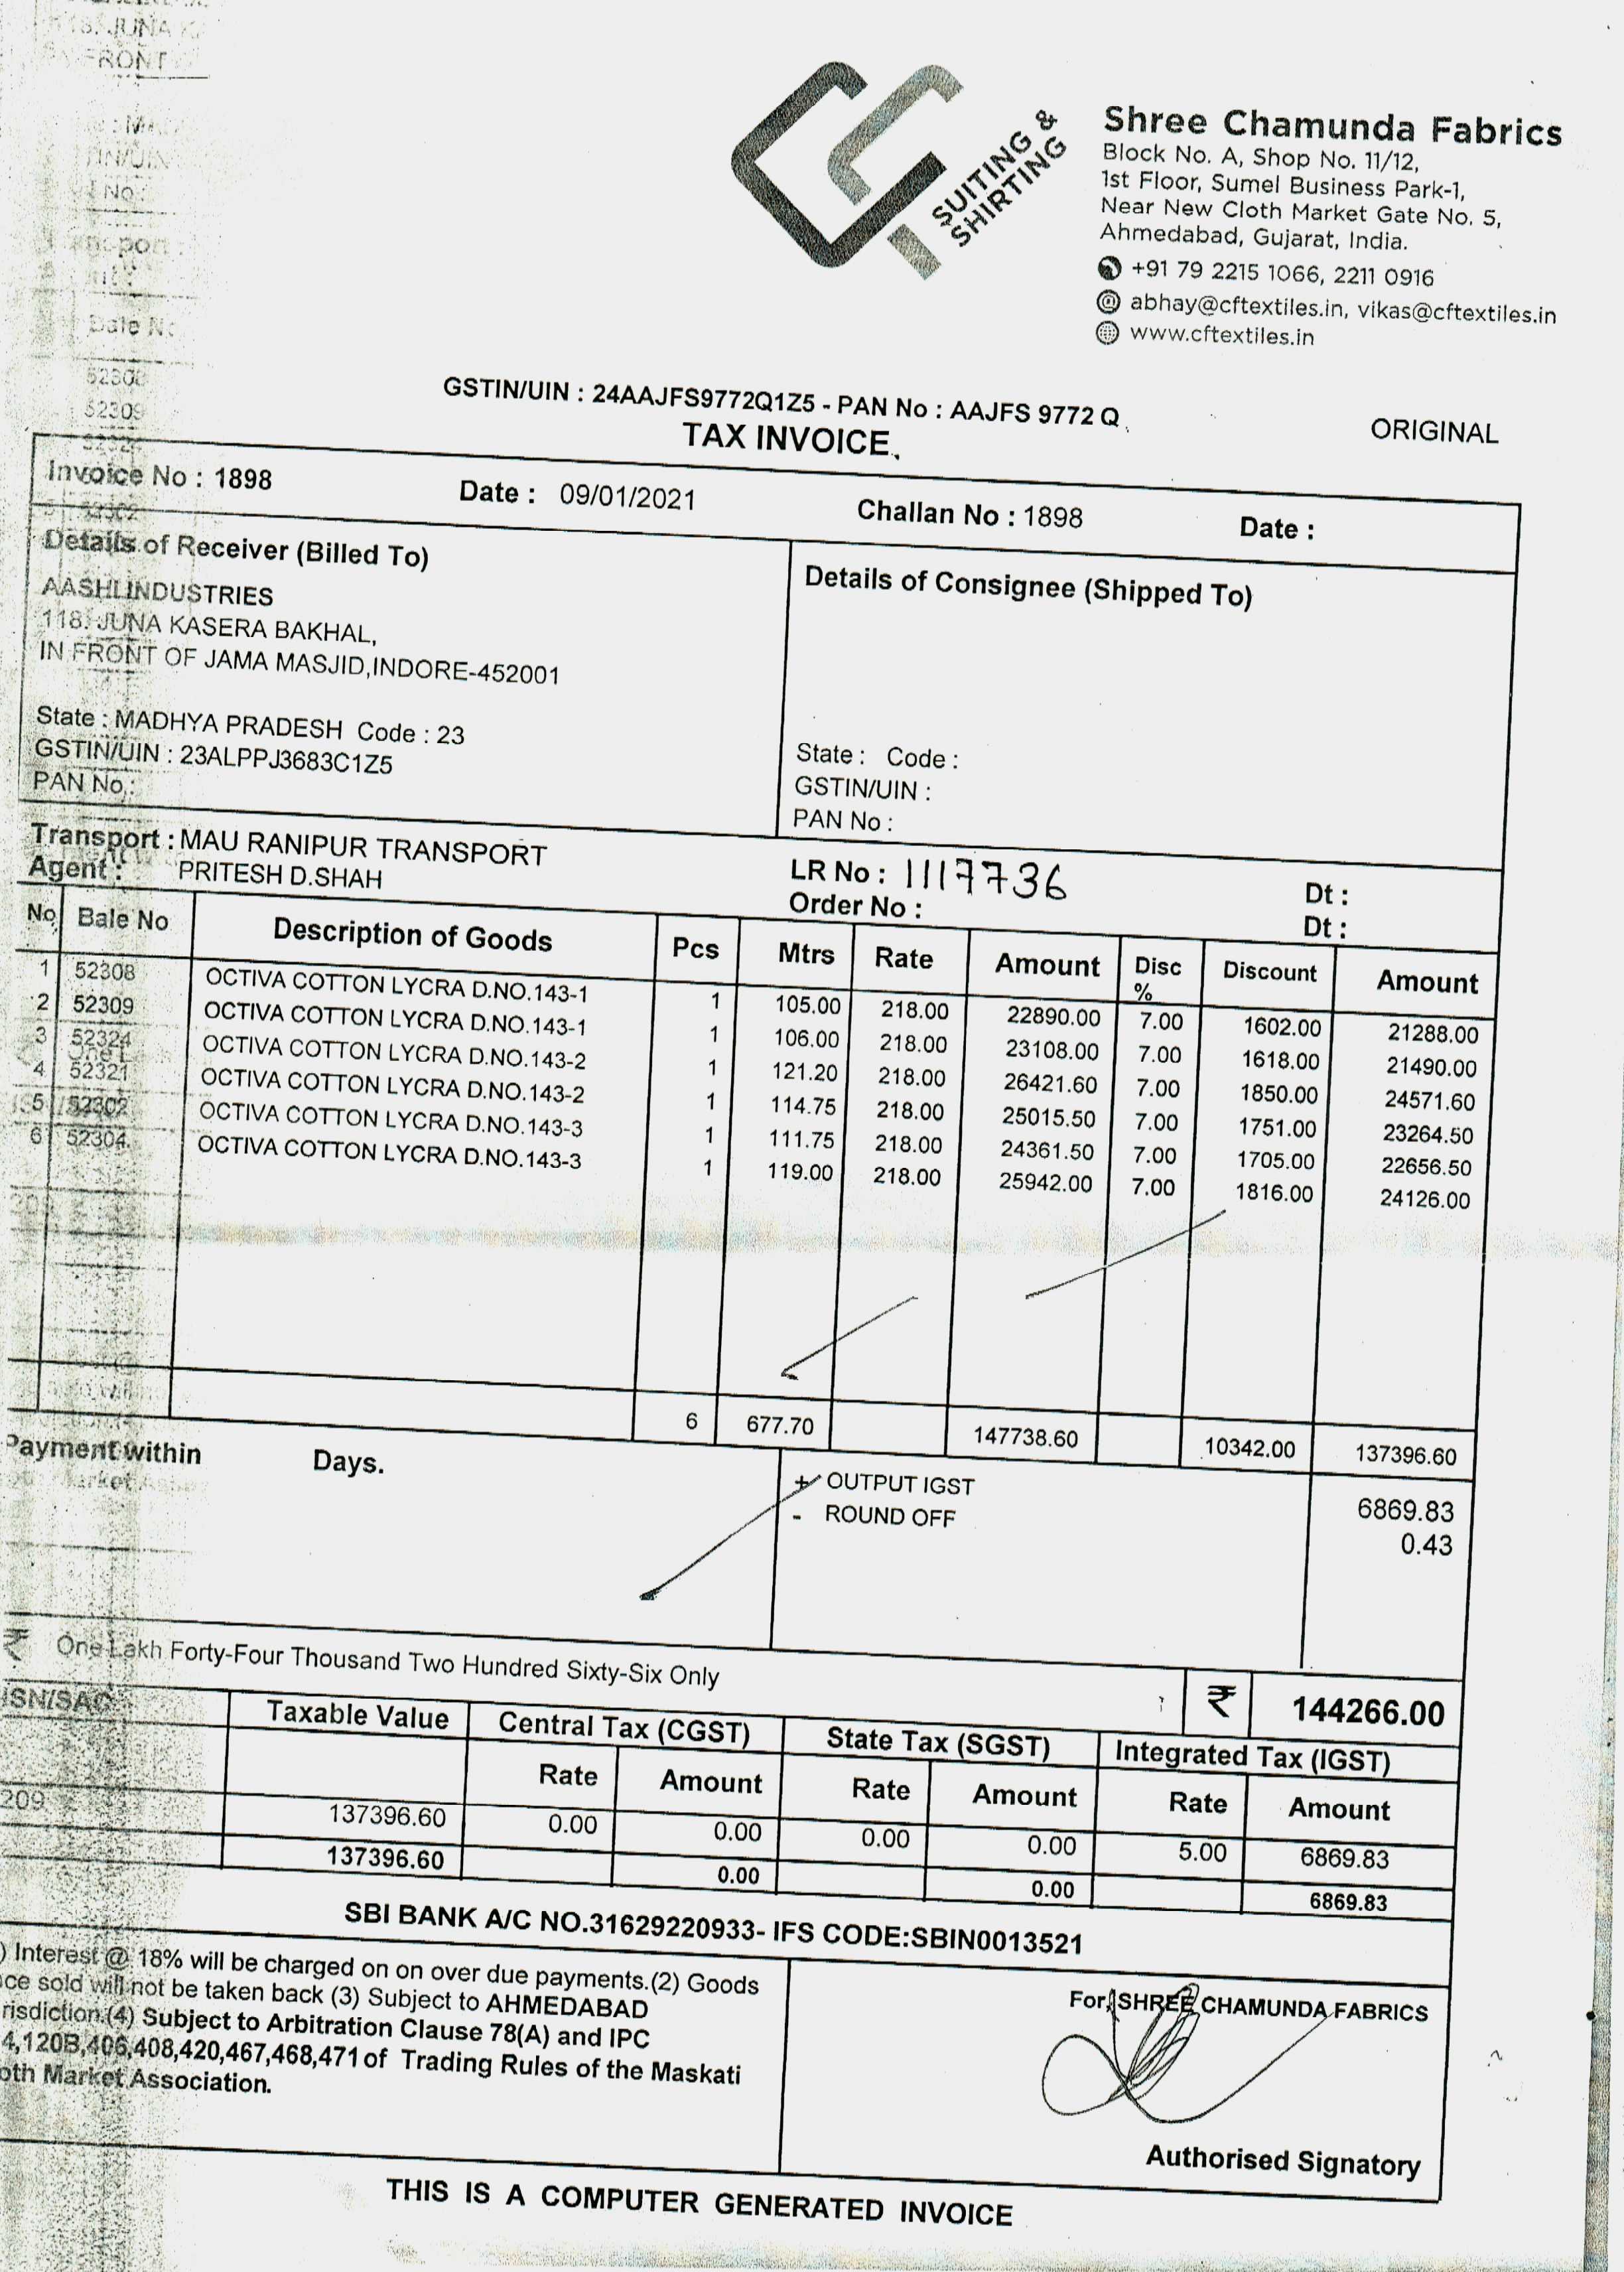 SUITING &
SHIRTING
Shree Chamunda Fabrics
Block No. A, Shop No. 11/12,
1st Floor, Sumel Business Park-1,
Near New Cloth Market Gate No. 5,
Ahmedabad, Gujarat, India.
+91 79 2215 1066, 2211 0916
abhay@cftextiles.in, vikas@cftextiles.in
www.cftextiles.in
GSTIN/UIN : 24AAJFS9772Q1Z5 - PAN No : AAJFS 9772 Q
TAX INVOICE
ORIGINAL
Invoice No : 1898 Date : 09/01/2021 Challan No : 1898 Date :
Details of Receiver (Billed To)
AASHI INDUSTRIES
118, JUNA KASERA BAKHAL,
IN FRONT OF JAMA MASJID,INDORE-452001
State : MADHYA PRADESH Code : 23
GSTIN/UIN : 23ALPPJ3683C1Z5
PAN No :
Details of Consignee (Shipped To)
State : Code :
GSTIN/UIN :
PAN No :
Transport : MAU RANIPUR TRANSPORT LR No : 1117736 Dt :
Agent : PRITESH D.SHAH Order No : Dt :
No Bale No Description of Goods Pcs Mtrs Rate Amount Disc % Discount Amount
1 52308 OCTIVA COTTON LYCRA D.NO.143-1 1 105.00 218.00 22890.00 7.00 1602.00 21288.00
2 52309 OCTIVA COTTON LYCRA D.NO.143-1 1 106.00 218.00 23108.00 7.00 1618.00 21490.00
3 52324 OCTIVA COTTON LYCRA D.NO.143-2 1 121.20 218.00 26421.60 7.00 1850.00 24571.60
4 52321 OCTIVA COTTON LYCRA D.NO.143-2 1 114.75 218.00 25015.50 7.00 1751.00 23264.50
5 52302 OCTIVA COTTON LYCRA D.NO.143-3 1 111.75 218.00 24361.50 7.00 1705.00 22656.50
6 52304 OCTIVA COTTON LYCRA D.NO.143-3 1 119.00 218.00 25942.00 7.00 1816.00 24126.00
6 677.70 147738.60 10342.00 137396.60
Payment within Days.
+ OUTPUT IGST 6869.83
- ROUND OFF 0.43
₹ One Lakh Forty-Four Thousand Two Hundred Sixty-Six Only
₹ 144266.00
SN/SAC Taxable Value Central Tax (CGST) State Tax (SGST) Integrated Tax (IGST)
Rate Amount Rate Amount Rate Amount
209 137396.60 0.00 0.00 0.00 0.00 5.00 6869.83
137396.60 0.00 0.00 6869.83
SBI BANK A/C NO.31629220933- IFS CODE:SBIN0013521
) Interest @ 18% will be charged on on over due payments.(2) Goods
ce sold will not be taken back (3) Subject to AHMEDABAD
risdiction.(4) Subject to Arbitration Clause 78(A) and IPC
4,120B,406,408,420,467,468,471 of Trading Rules of the Maskati
oth Market Association.
For, SHREE CHAMUNDA FABRICS
Authorised Signatory
THIS IS A COMPUTER GENERATED INVOICE